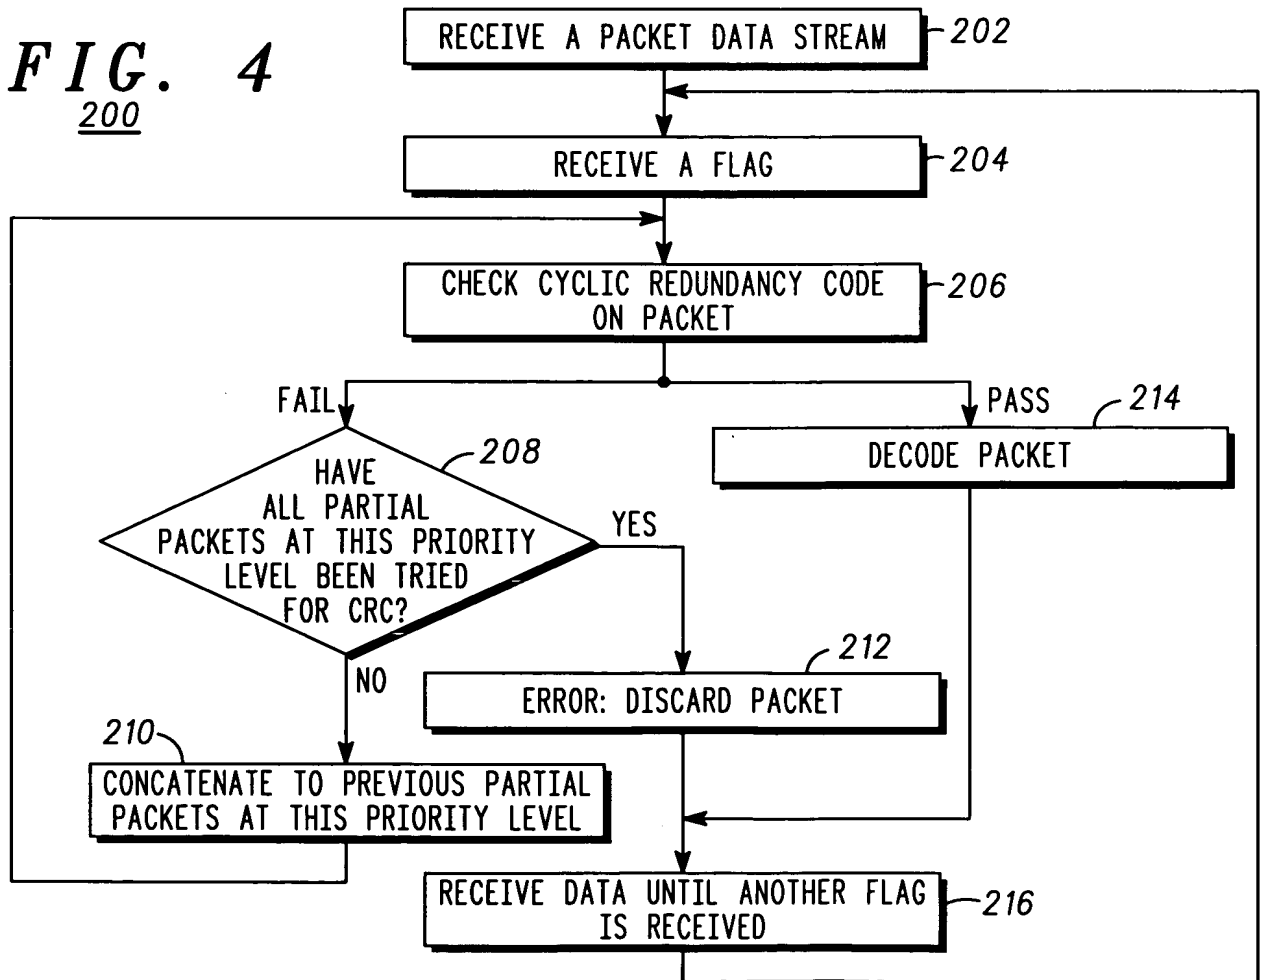 FIG. 4
200
RECEIVE A PACKET DATA STREAM
202
RECEIVE A FLAG
204
CHECK CYCLIC REDUNDANCY CODE
ON PACKET
206
FAIL
PASS
208
HAVE
ALL PARTIAL
PACKETS AT THIS PRIORITY
LEVEL BEEN TRIED
FOR CRC?
214
DECODE PACKET
YES
NO
212
ERROR: DISCARD PACKET
210
CONCATENATE TO PREVIOUS PARTIAL
PACKETS AT THIS PRIORITY LEVEL
RECEIVE DATA UNTIL ANOTHER FLAG
IS RECEIVED
216